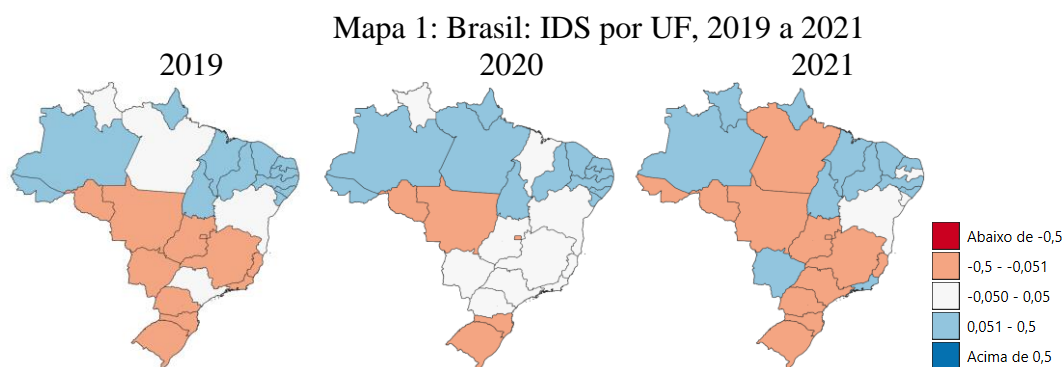 Mapa 1: Brasil: IDS por UF, 2019 a 2021
2019
2020
2021
Abaixo de -0,5
-0,5 - -0,051
-0,050 - 0,05
0,051 - 0,5
Acima de 0,5